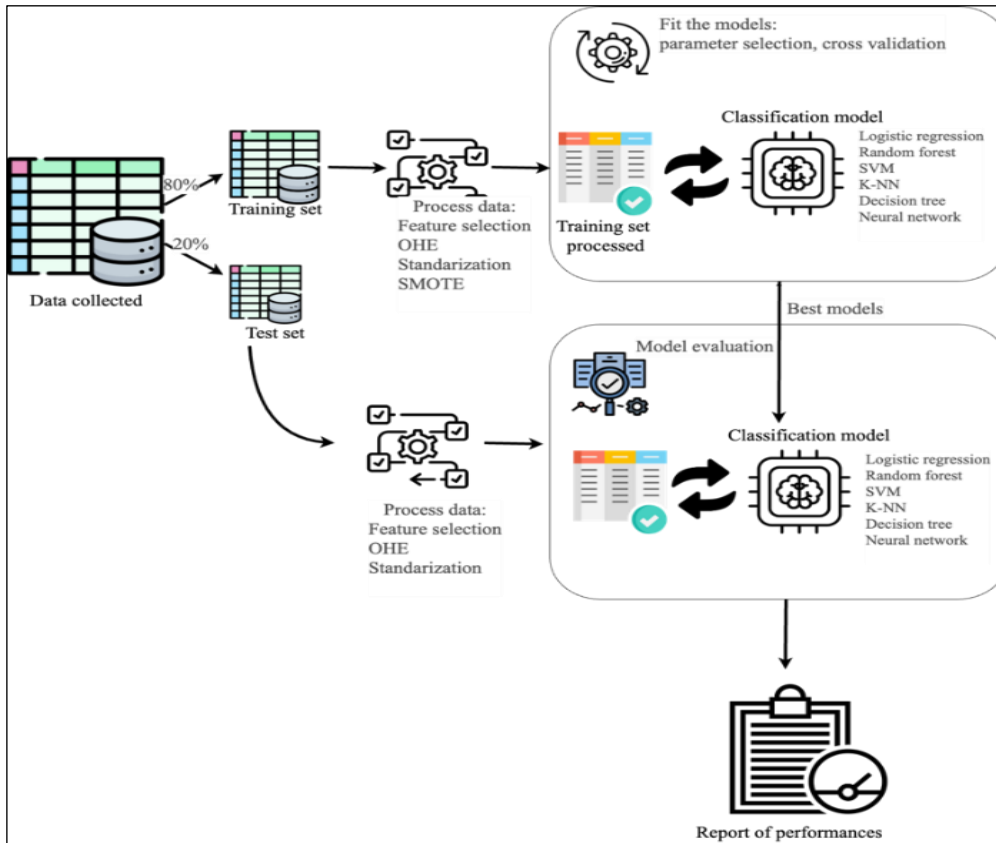 Fit the models:
parameter selection, cross validation
Classification model
Logistic regression
Random forest
SVM
K-NN
Decision tree
Neural network
80%
Training set
Process data:
Feature selection
OHE
Standarization
SMOTE
Training set
processed
20%
Data collected
Test set
Best models
Model evaluation
Classification model
Logistic regression
Random forest
SVM
K-NN
Decision tree
Neural network
Process data:
Feature selection
OHE
Standarization
Report of performances